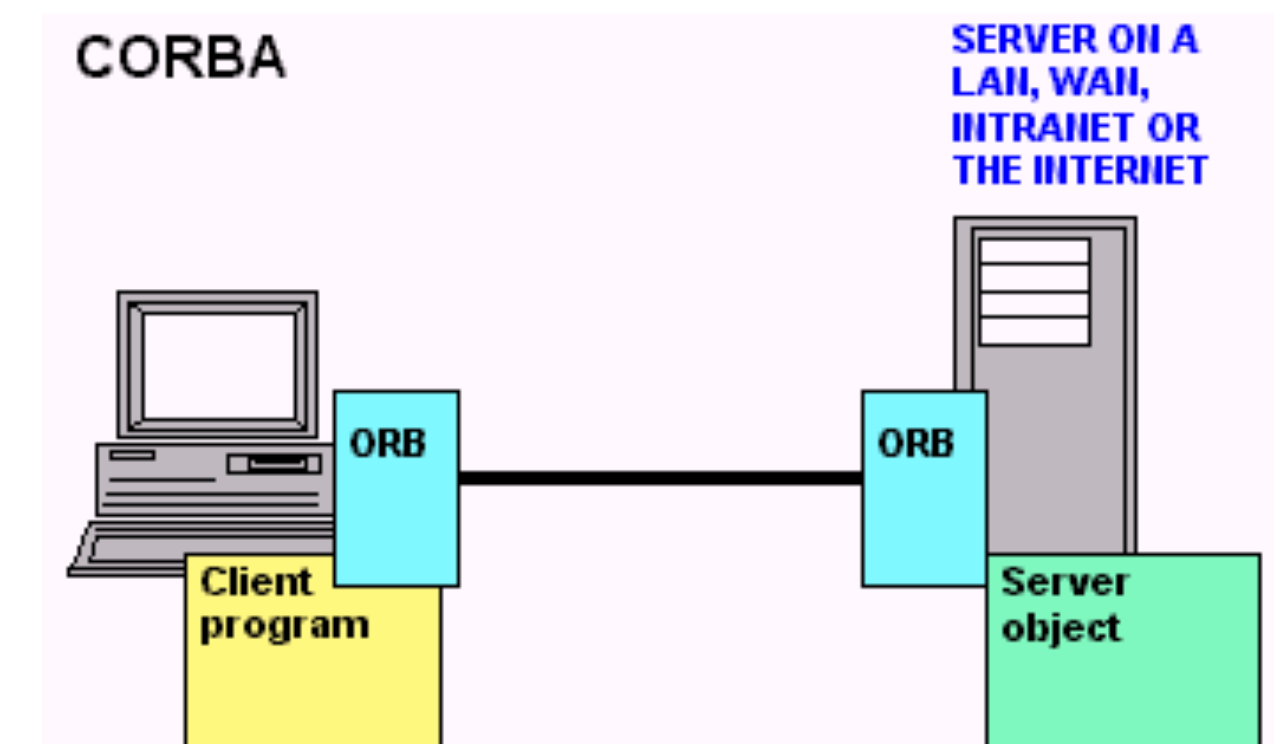 CORBA
SERVER ON A
LAN, WAN,
INTRANET OR
THE INTERNET
ORB
ORB
Client
program
Server
object